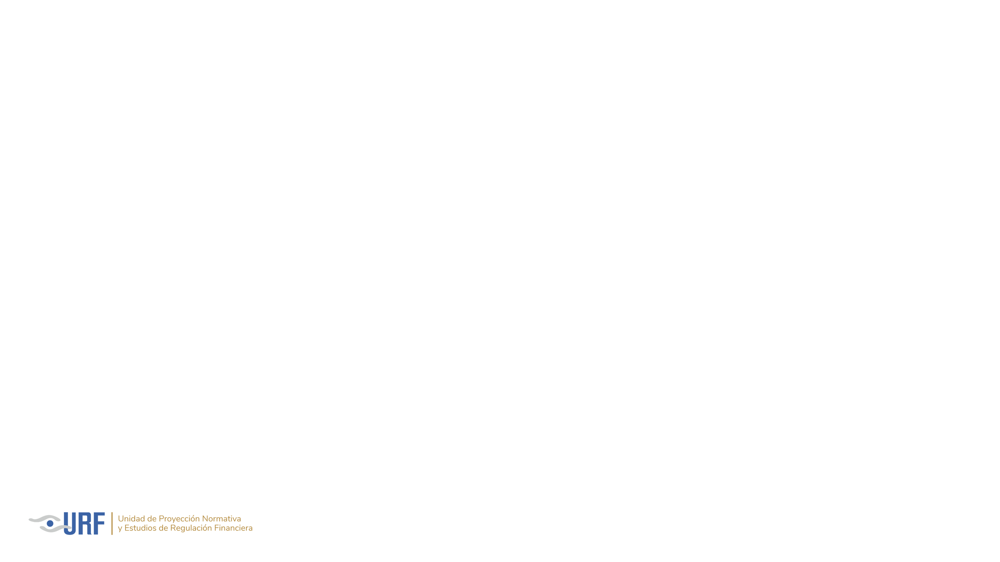 URF
Unidad de Proyección Normativa
y Estudios de Regulación Financiera